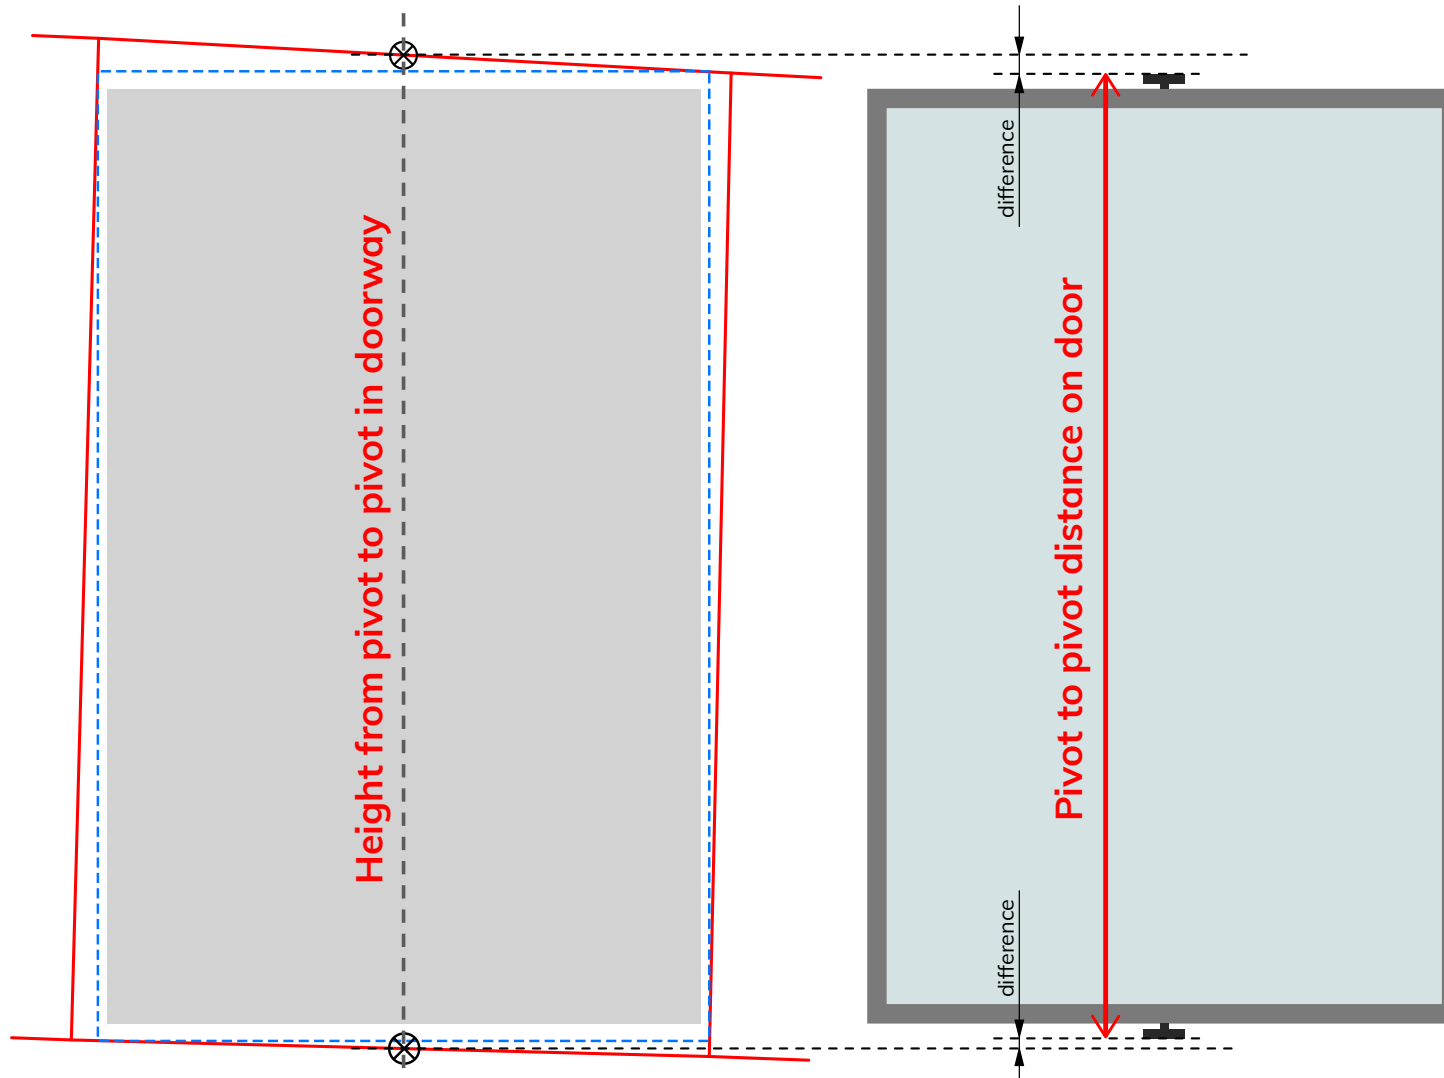 Height from pivot to pivot in doorway
difference
Pivot to pivot distance on door
difference